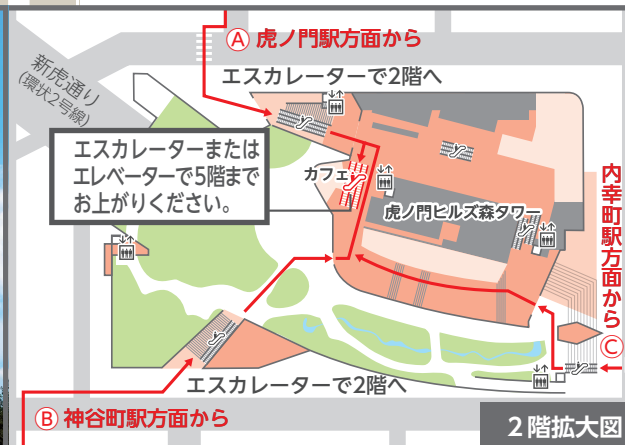 Ⓐ 虎ノ門駅方面から
新虎通り
(環状2号線)
エスカレーターで2階へ
エスカレーターまたは
エレベーターで5階まで
お上がりください。
カフェ
虎ノ門ヒルズ森タワー
内幸町駅方面から Ⓒ
エスカレーターで2階へ
Ⓑ 神谷町駅方面から
2階拡大図